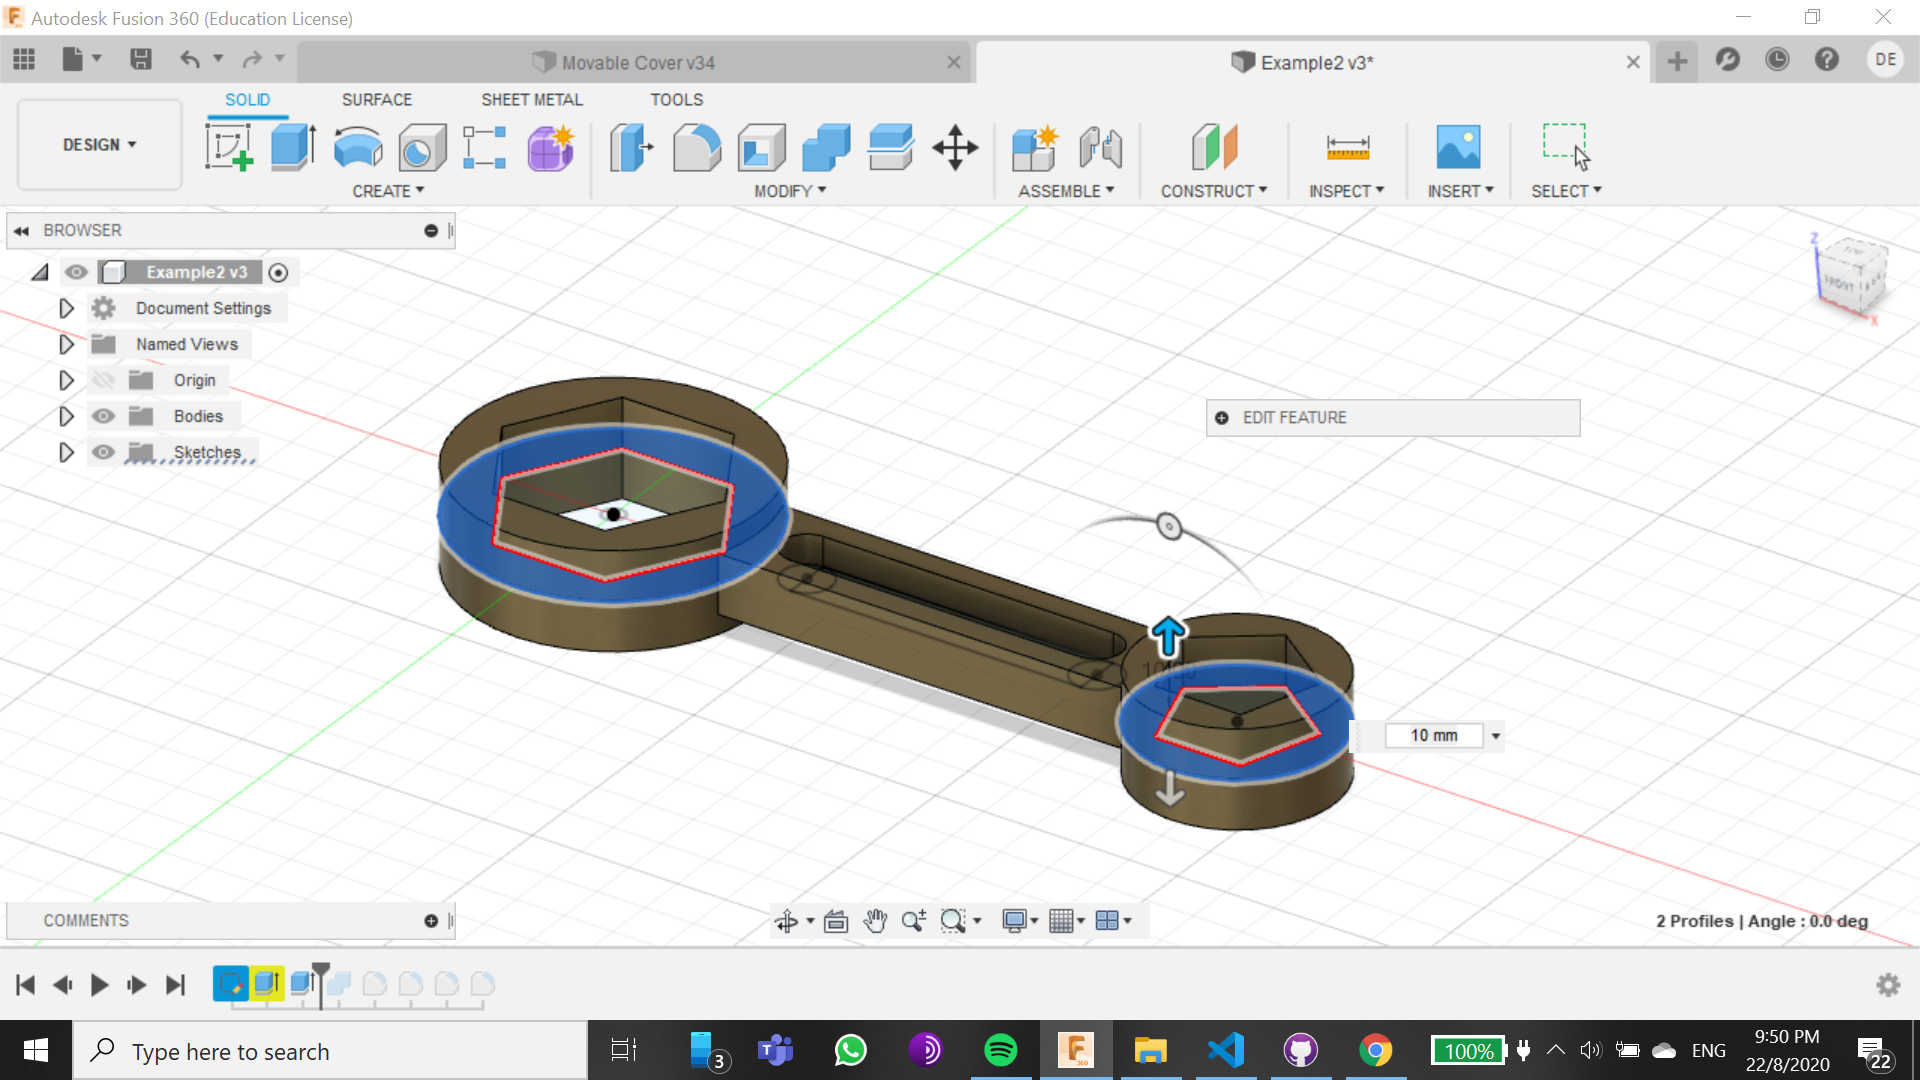 Autodesk Fusion 360 (Education License)
Movable Cover v34
Example2 v3*
DE
DESIGN
SOLID
SURFACE
SHEET METAL
TOOLS
CREATE
MODIFY
ASSEMBLE
CONSTRUCT
INSPECT
INSERT
SELECT
BROWSER
Example2 v3
Document Settings
Named Views
Origin
Bodies
Sketches
Z
FRONT
X
EDIT FEATURE
10 mm
COMMENTS
2 Profiles | Angle : 0.0 deg
Type here to search
3
100%
ENG
9:50 PM
22/8/2020
22